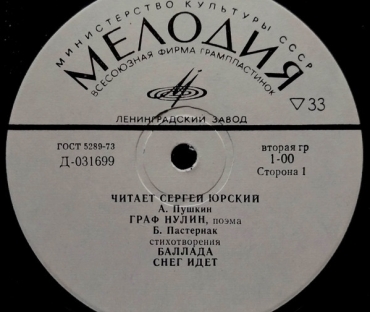 МИНИСТЕРСТВО КУЛЬТУРЫ СССР
МЕЛОДИЯ
ВСЕСОЮЗНАЯ ФИРМА ГРАМПЛАСТИНОК
▽33
ЛЕНИНГРАДСКИЙ ЗАВОД
ГОСТ 5289-73
Д-031699
вторая гр
1-00
Сторона I
ЧИТАЕТ СЕРГЕЙ ЮРСКИЙ
А. Пушкин
ГРАФ НУЛИН, поэма
Б. Пастернак
стихотворения
БАЛЛАДА
СНЕГ ИДЕТ